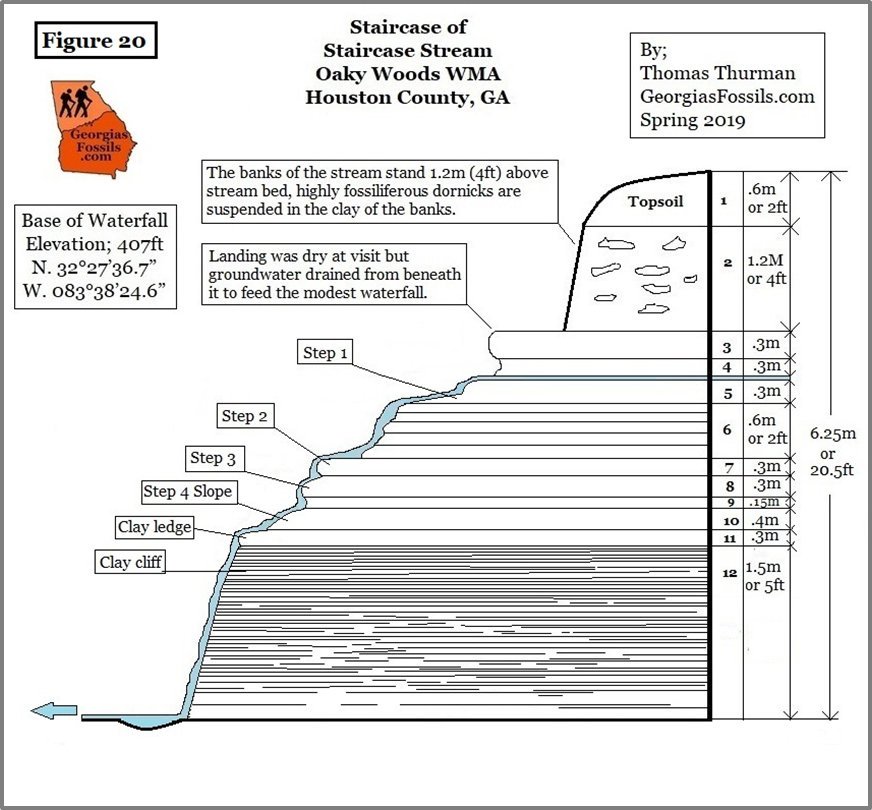 Figure 20
Staircase of
Staircase Stream
Oaky Woods WMA
Houston County, GA
By;
Thomas Thurman
GeorgiasFossils.com
Spring 2019
Georgias
Fossils
.com
Base of Waterfall
Elevation; 407ft
N. 32°27'36.7"
W. 083°38'24.6"
The banks of the stream stand 1.2m (4ft) above
stream bed, highly fossiliferous dornicks are
suspended in the clay of the banks.
Landing was dry at visit but
groundwater drained from beneath
it to feed the modest waterfall.
Topsoil
1
.6m
or 2ft
2
1.2M
or 4ft
3
.3m
4
.3m
Step 1
5
.3m
Step 2
6
.6m
or 2ft
6.25m
or
20.5ft
Step 3
7
.3m
8
.3m
Step 4 Slope
9
.15m
10
.4m
Clay ledge
11
.3m
Clay cliff
12
1.5m
or 5ft